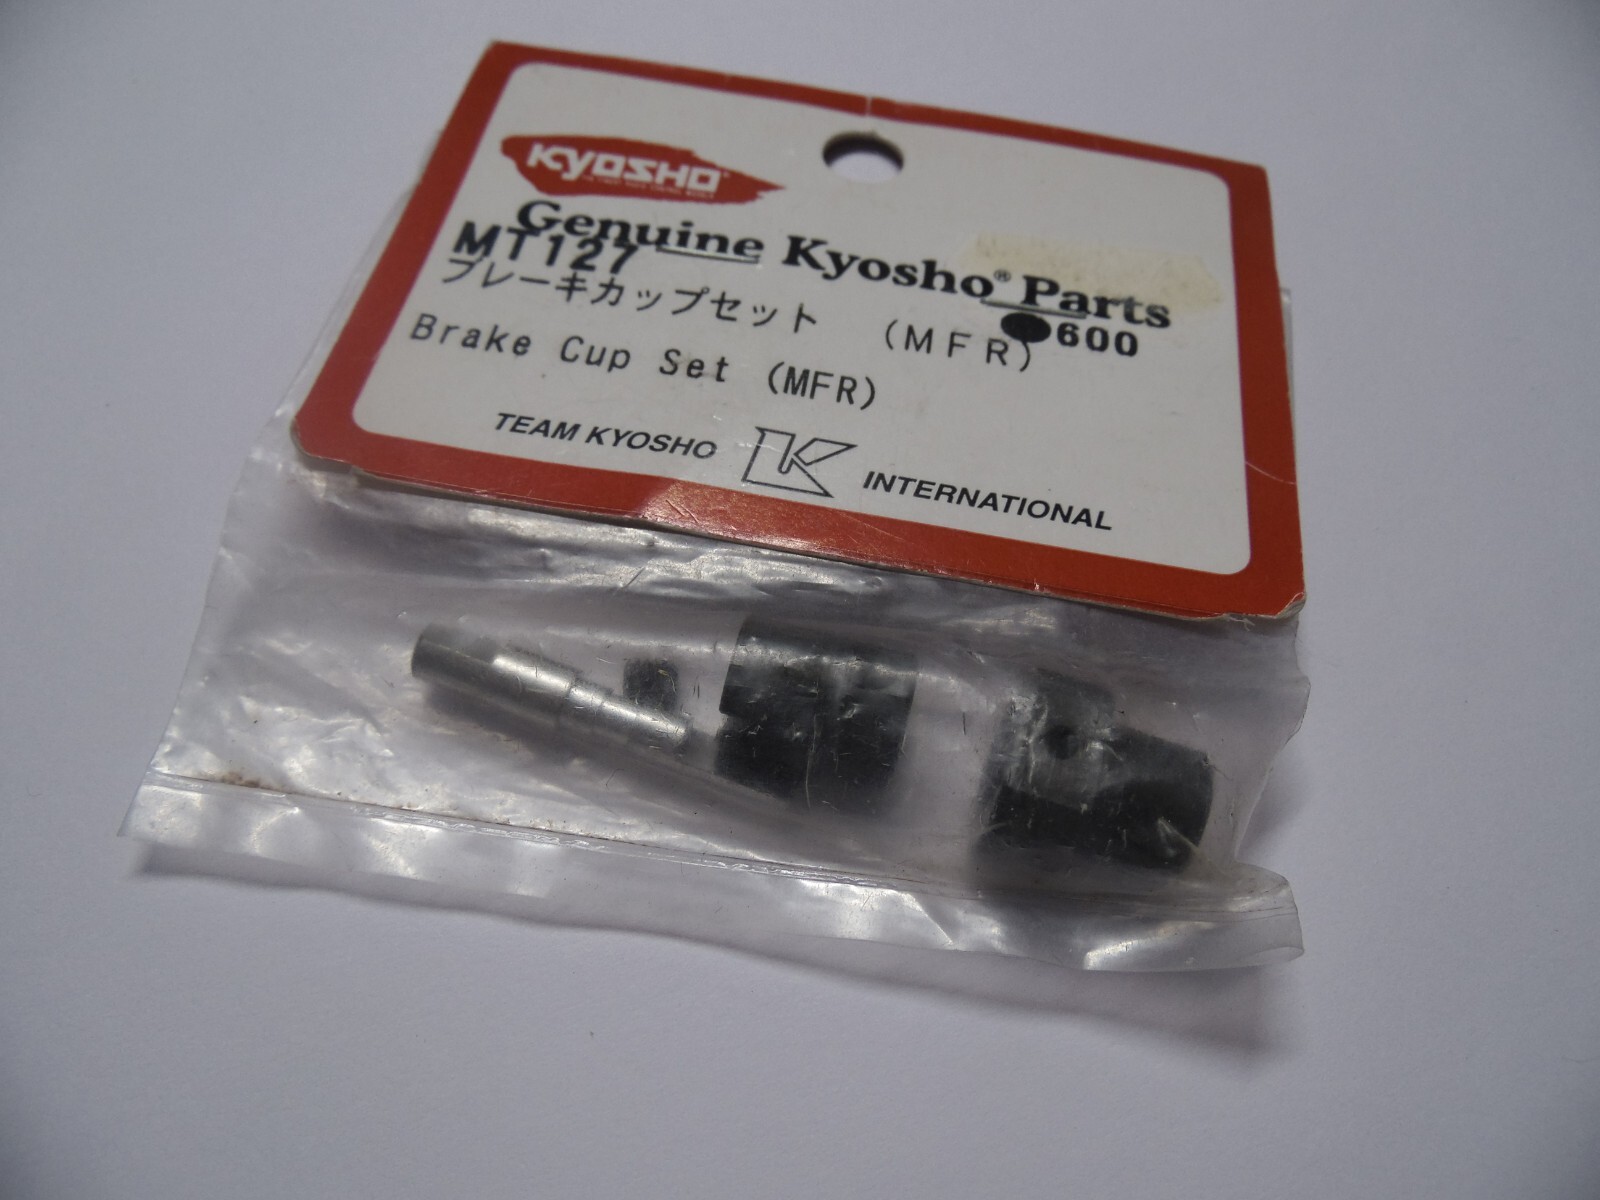 KYOSHO
Genuine Kyosho® Parts
MT127
ブレーキカップセット (MFR)
600
Brake Cup Set (MFR)
TEAM KYOSHO K INTERNATIONAL